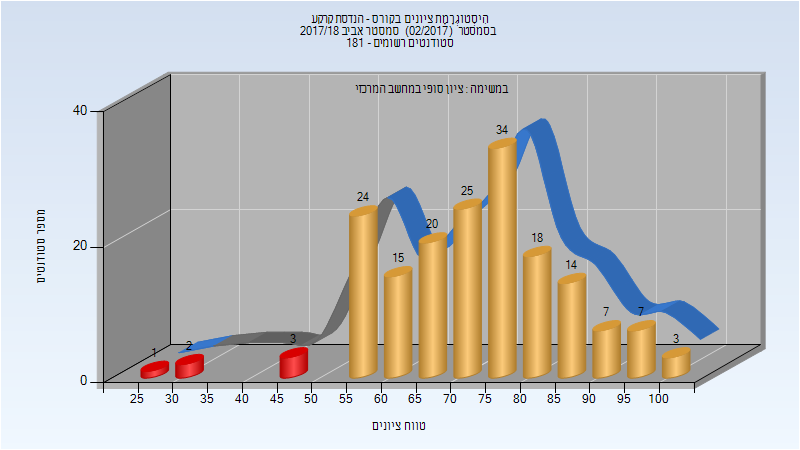 היסטוגרמת ציונים בקורס - הנדסת קרקע
בסמסטר (02/2017) סמסטר אביב 2017/18
סטודנטים רשומים - 181
במשימה : ציון סופי במחשב המרכזי
מספר סטודנטים
40
20
0
1
2
3
24
15
20
25
34
18
14
7
7
3
25 30 35 40 45 50 55 60 65 70 75 80 85 90 95 100
טווח ציונים